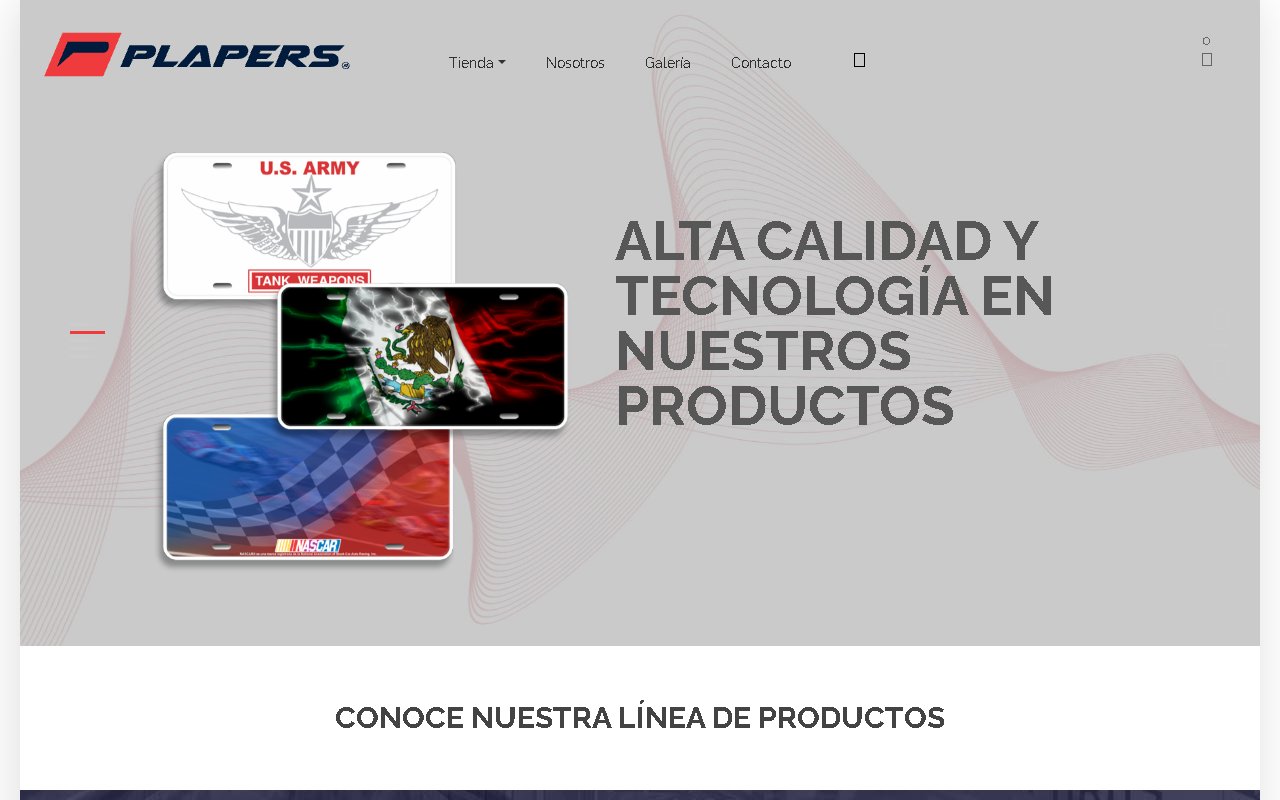 PLAPERS
Tienda
Nosotros
Galería
Contacto
0
U.S. ARMY
TANK WEAPONS
ALTA CALIDAD Y
TECNOLOGÍA EN
NUESTROS
PRODUCTOS
NASCAR
CONOCE NUESTRA LÍNEA DE PRODUCTOS